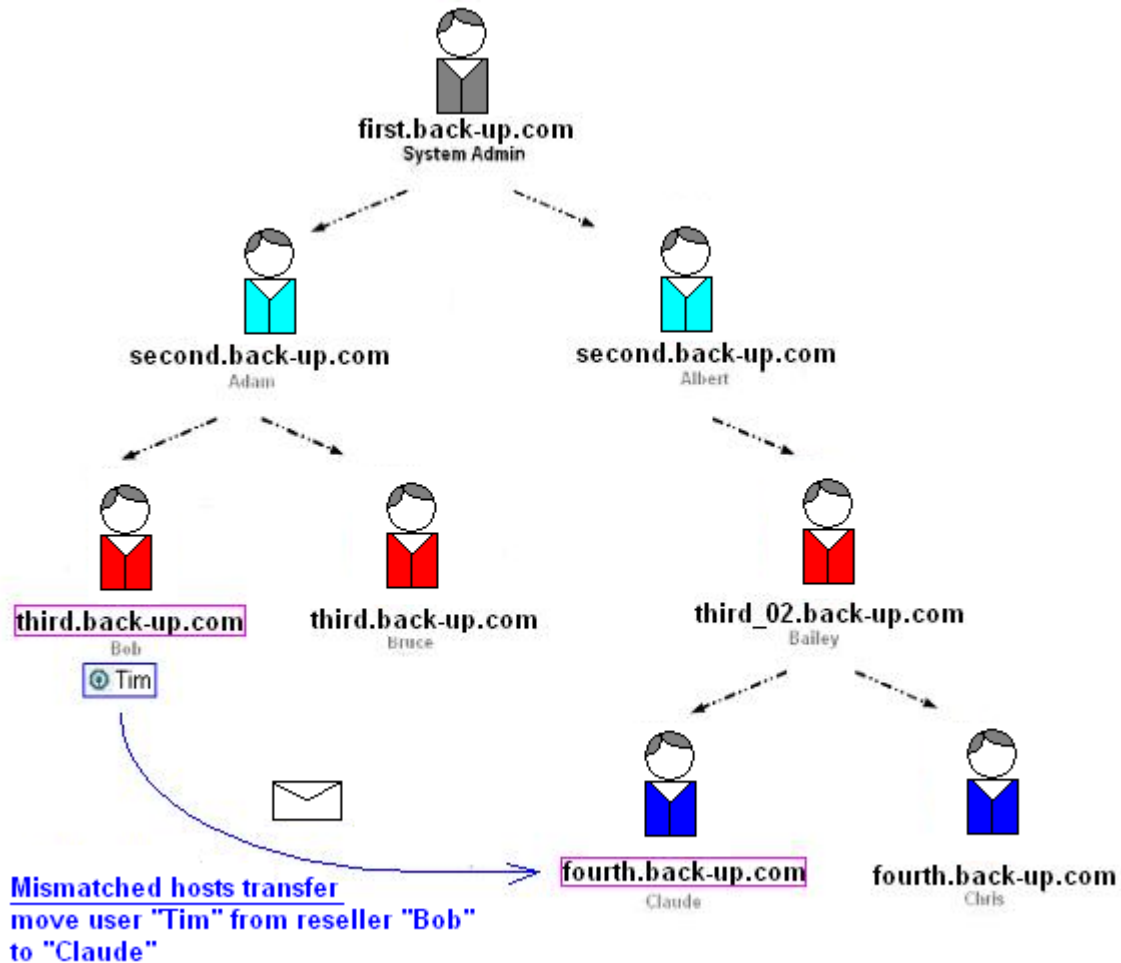 first.back-up.com
System Admin
second.back-up.com
Adam
second.back-up.com
Albert
third.back-up.com
Bob
Tim
third.back-up.com
Bruce
third_02.back-up.com
Bailey
fourth.back-up.com
Claude
fourth.back-up.com
Chris
Mismatched hosts transfer
move user "Tim" from reseller "Bob"
to "Claude"